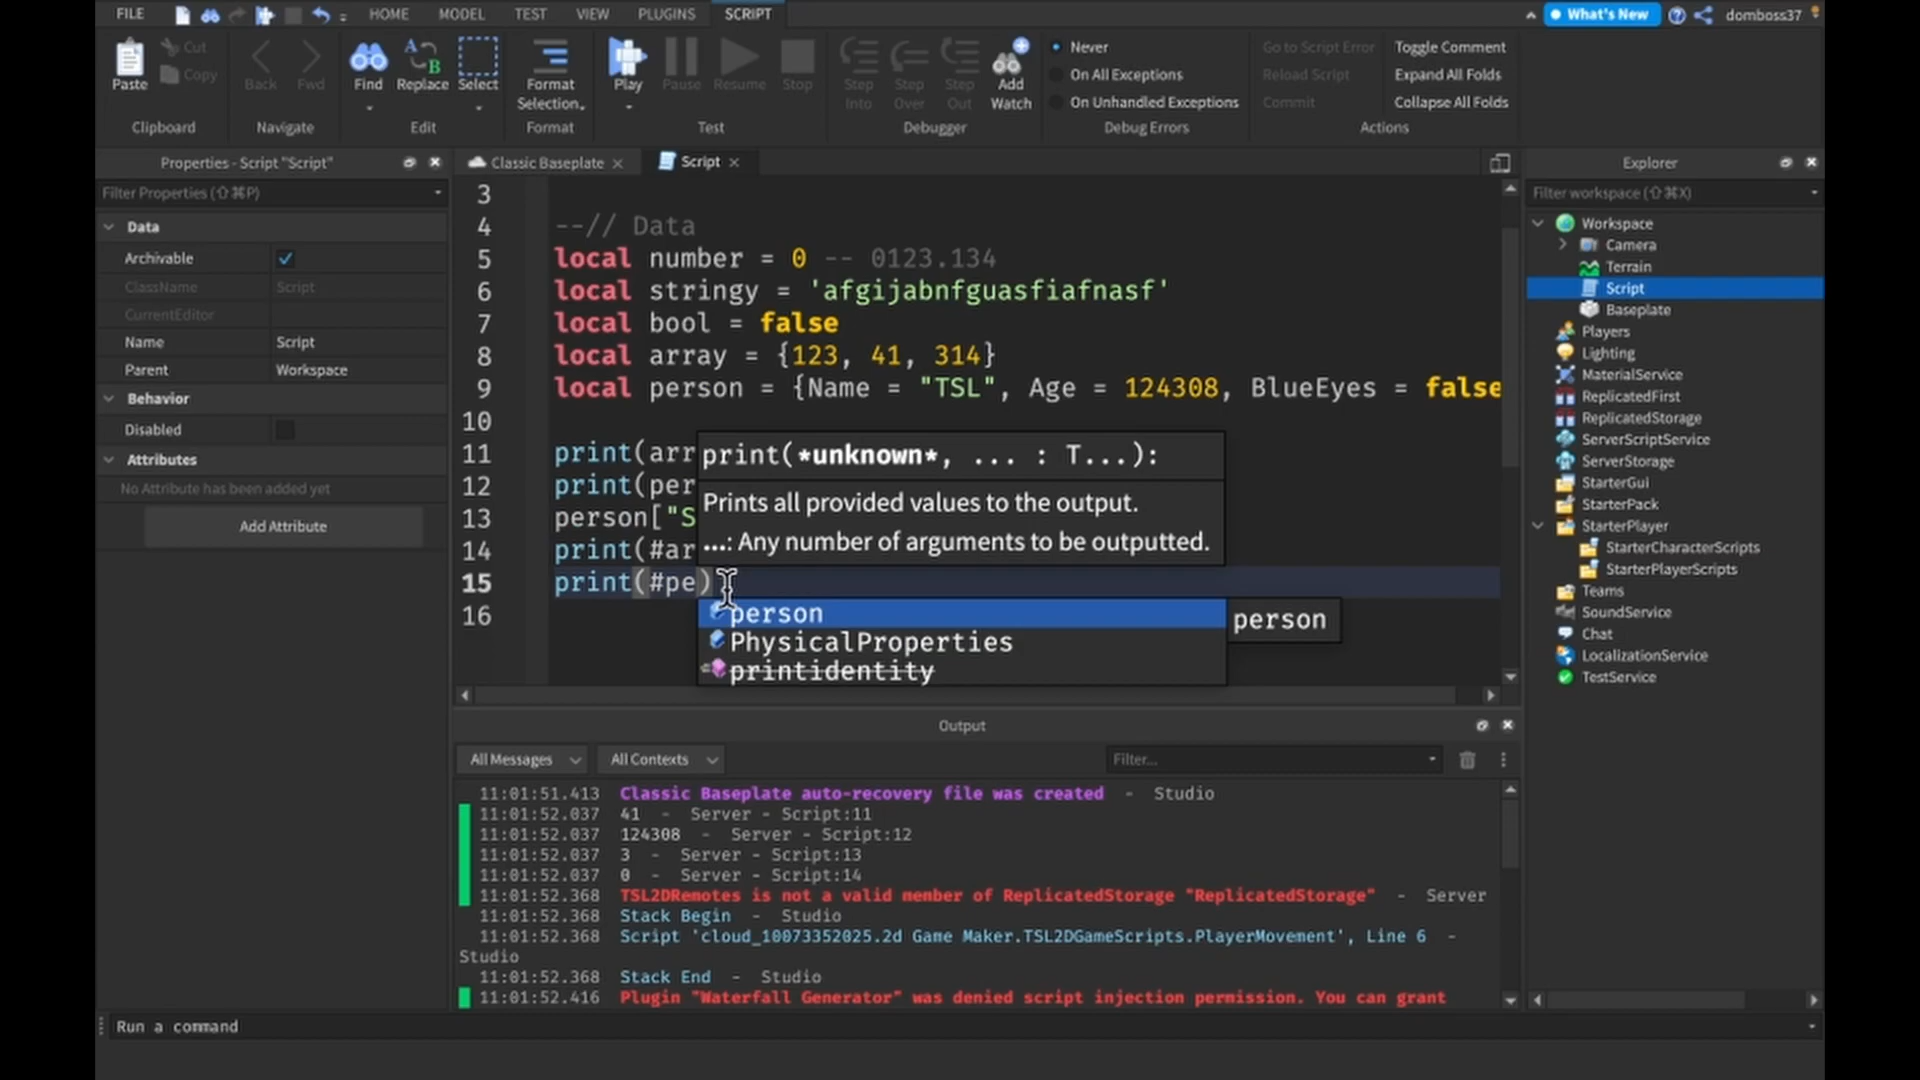 FILE HOME MODEL TEST VIEW PLUGINS SCRIPT What's New domboss37
Paste Cut Copy Back Fwd Find Replace Select Format Selection Play Pause Resume Stop Step Into Step Over Step Out Add Watch
Never
On All Exceptions
On Unhandled Exceptions
Go to Script Error
Reload Script
Commit
Toggle Comment
Expand All Folds
Collapse All Folds
Clipboard Navigate Edit Format Test Debugger Debug Errors Actions
Properties - Script "Script"
Filter Properties (⇧⌘P)
Data
Archivable
ClassName Script
CurrentEditor
Name Script
Parent Workspace
Behavior
Disabled
Attributes
No Attribute has been added yet
Add Attribute
Classic Baseplate Script
3
4 --// Data
5 local number = 0 -- 0123.134
6 local stringy = 'afgijabnfguasfiafnasf'
7 local bool = false
8 local array = {123, 41, 314}
9 local person = {Name = "TSL", Age = 124308, BlueEyes = false
10
11 print(arr
12 print(per
13 person["S
14 print(#ar
15 print(#pe)
16
print(*unknown*, ... : T...):
Prints all provided values to the output.
...: Any number of arguments to be outputted.
person
PhysicalProperties
printidentity
person
Output
All Messages All Contexts Filter...
11:01:51.413 Classic Baseplate auto-recovery file was created - Studio
11:01:52.037 41 - Server - Script:11
11:01:52.037 124308 - Server - Script:12
11:01:52.037 3 - Server - Script:13
11:01:52.037 0 - Server - Script:14
11:01:52.368 TSL2DRemotes is not a valid member of ReplicatedStorage "ReplicatedStorage" - Server
11:01:52.368 Stack Begin - Studio
11:01:52.368 Script 'cloud_10073352025.2d Game Maker.TSL2DGameScripts.PlayerMovement', Line 6 -
Studio
11:01:52.368 Stack End - Studio
11:01:52.416 Plugin "Waterfall Generator" was denied script injection permission. You can grant
Run a command
Explorer
Filter workspace (⇧⌘X)
Workspace
Camera
Terrain
Script
Baseplate
Players
Lighting
MaterialService
ReplicatedFirst
ReplicatedStorage
ServerScriptService
ServerStorage
StarterGui
StarterPack
StarterPlayer
StarterCharacterScripts
StarterPlayerScripts
Teams
SoundService
Chat
LocalizationService
TestService